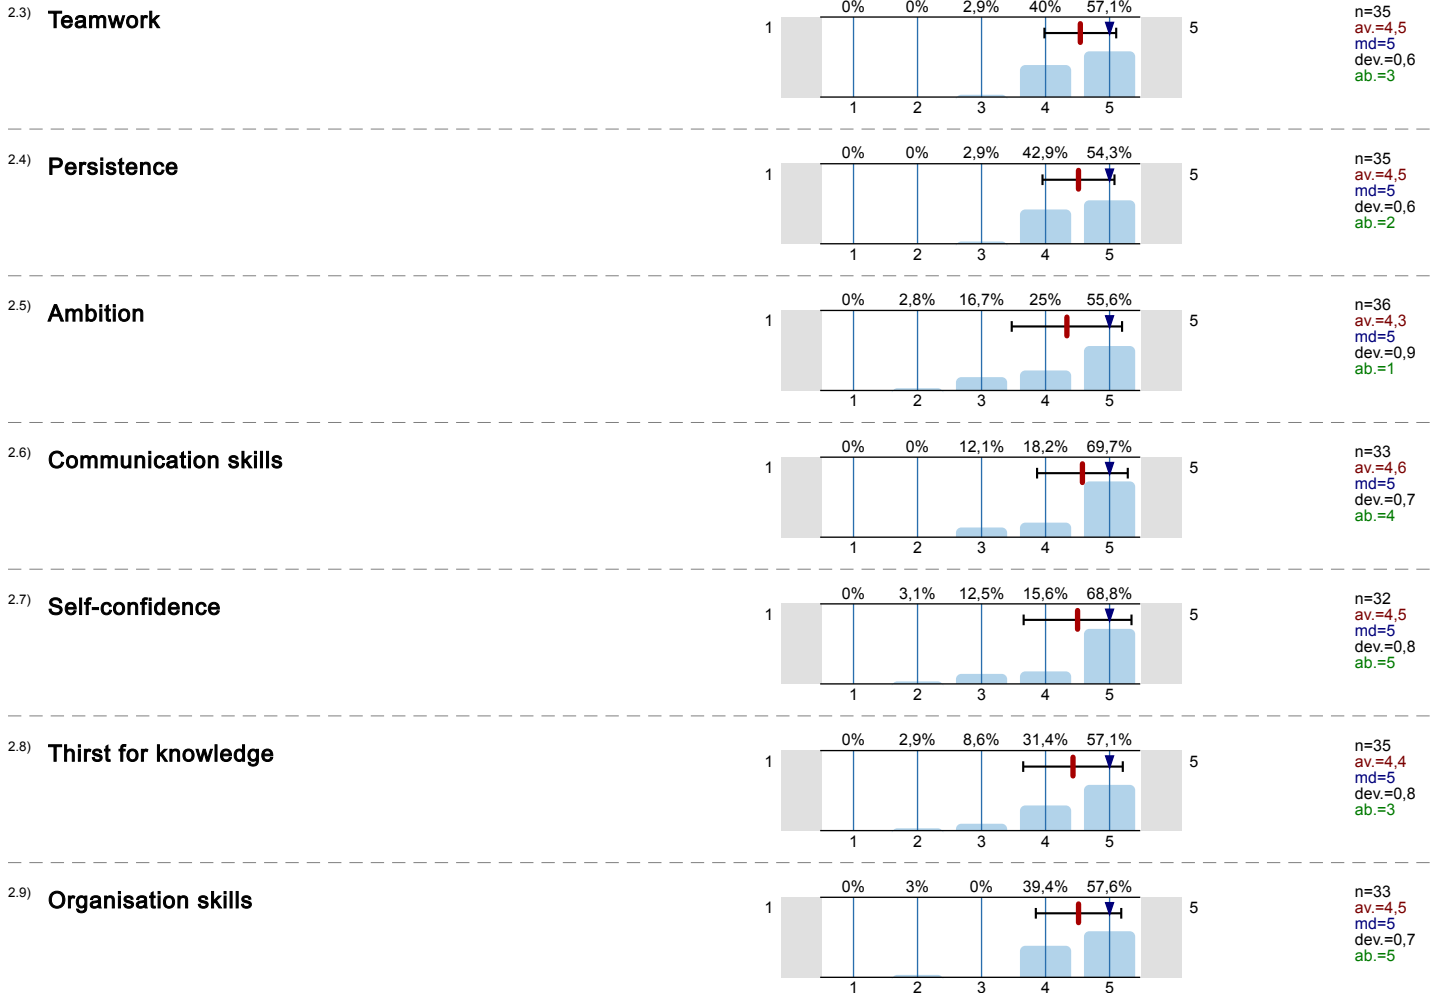 2.3) Teamwork
0% 0% 2,9% 40% 57,1%
1 5
1 2 3 4 5
n=35
av.=4,5
md=5
dev.=0,6
ab.=3
2.4) Persistence
0% 0% 2,9% 42,9% 54,3%
1 5
1 2 3 4 5
n=35
av.=4,5
md=5
dev.=0,6
ab.=2
2.5) Ambition
0% 2,8% 16,7% 25% 55,6%
1 5
1 2 3 4 5
n=36
av.=4,3
md=5
dev.=0,9
ab.=1
2.6) Communication skills
0% 0% 12,1% 18,2% 69,7%
1 5
1 2 3 4 5
n=33
av.=4,6
md=5
dev.=0,7
ab.=4
2.7) Self-confidence
0% 3,1% 12,5% 15,6% 68,8%
1 5
1 2 3 4 5
n=32
av.=4,5
md=5
dev.=0,8
ab.=5
2.8) Thirst for knowledge
0% 2,9% 8,6% 31,4% 57,1%
1 5
1 2 3 4 5
n=35
av.=4,4
md=5
dev.=0,8
ab.=3
2.9) Organisation skills
0% 3% 0% 39,4% 57,6%
1 5
1 2 3 4 5
n=33
av.=4,5
md=5
dev.=0,7
ab.=5